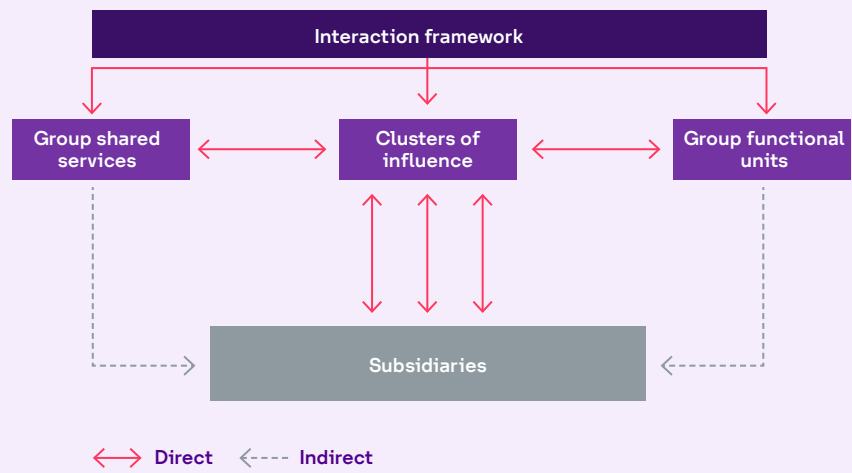 Interaction framework
Group shared
services
Clusters of
influence
Group functional
units
Subsidiaries
Direct
Indirect